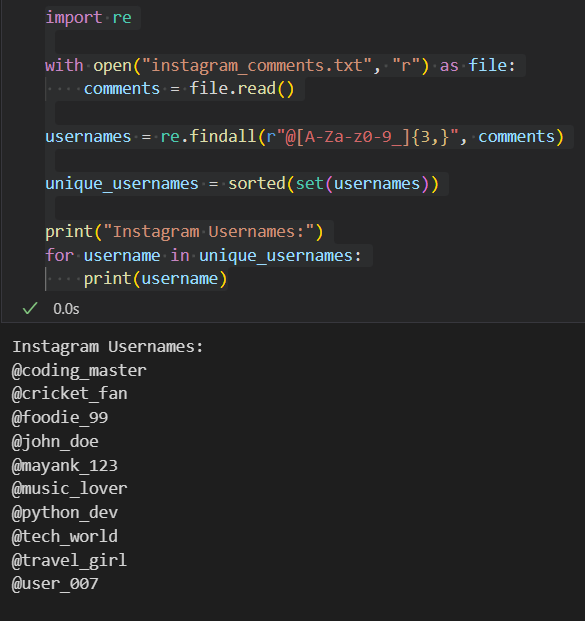 import re
with open("instagram_comments.txt", "r") as file:
    comments = file.read()
usernames = re.findall(r"@[A-Za-z0-9_]{3,}", comments)
unique_usernames = sorted(set(usernames))
print("Instagram Usernames:")
for username in unique_usernames:
    print(username)
0.0s
Instagram Usernames:
@coding_master
@cricket_fan
@foodie_99
@john_doe
@mayank_123
@music_lover
@python_dev
@tech_world
@travel_girl
@user_007